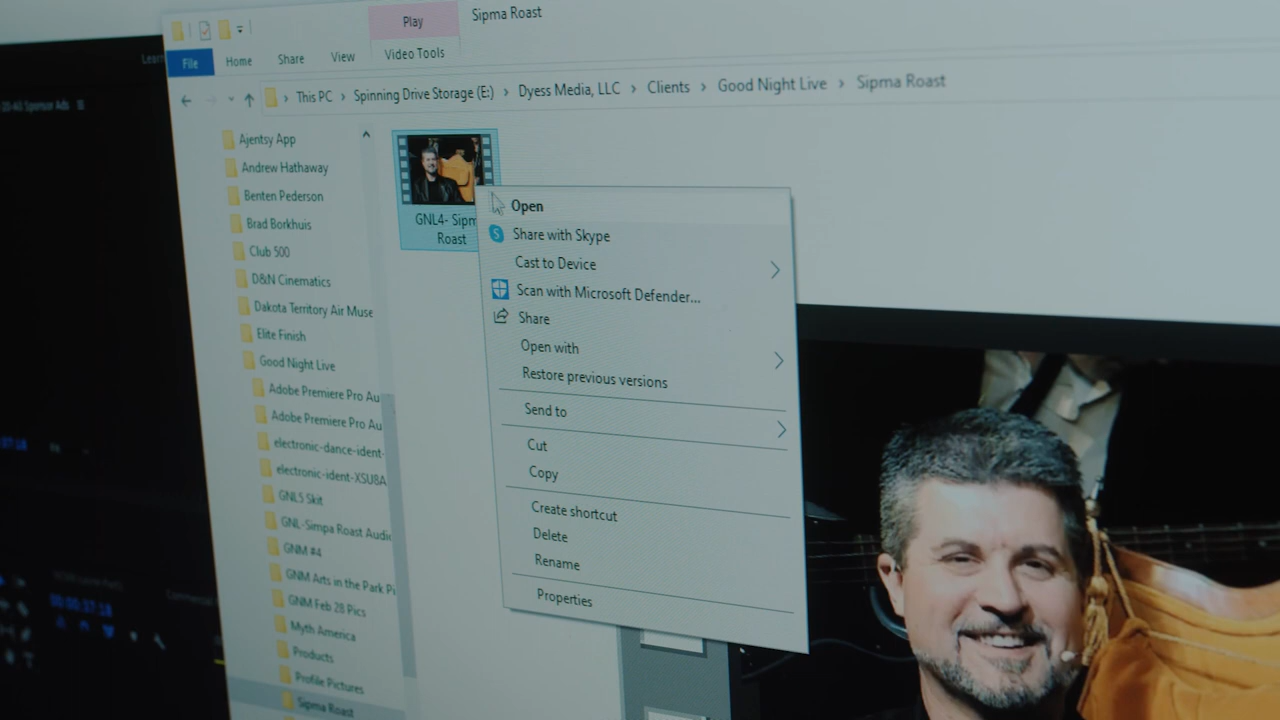 Play
Sipma Roast
File
Home
Share
View
Video Tools
Learn
This PC › Spinning Drive Storage (E:) › Dyess Media, LLC › Clients › Good Night Live › Sipma Roast
Ajentsy App
Andrew Hathaway
Benten Pederson
Brad Borkhuis
Club 500
D&N Cinematics
Dakota Territory Air Muse
Elite Finish
Good Night Live
Adobe Premiere Pro Au
Adobe Premiere Pro Au
electronic-dance-ident-
electronic-ident-XSU8A
GNL5 Skit
GNL-Simpa Roast Audio
GNM #4
GNM Arts in the Park Pi
GNM Feb 28 Pics
Myth America
Products
Profile Pictures
Sipma Roast
GNL4- Sipm
Roast
Open
Share with Skype
Cast to Device
Scan with Microsoft Defender...
Share
Open with
Restore previous versions
Send to
Cut
Copy
Create shortcut
Delete
Rename
Properties